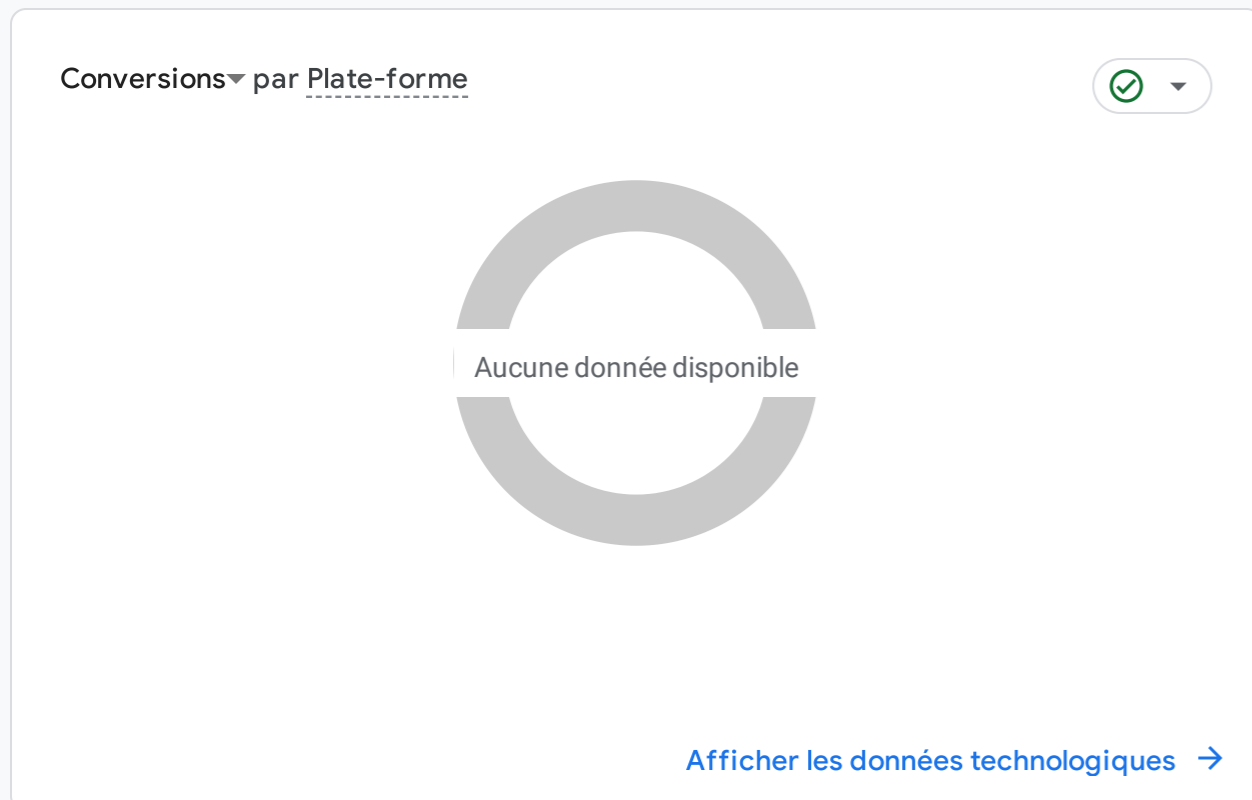 Conversions par Plate-forme
Aucune donnée disponible
Afficher les données technologiques